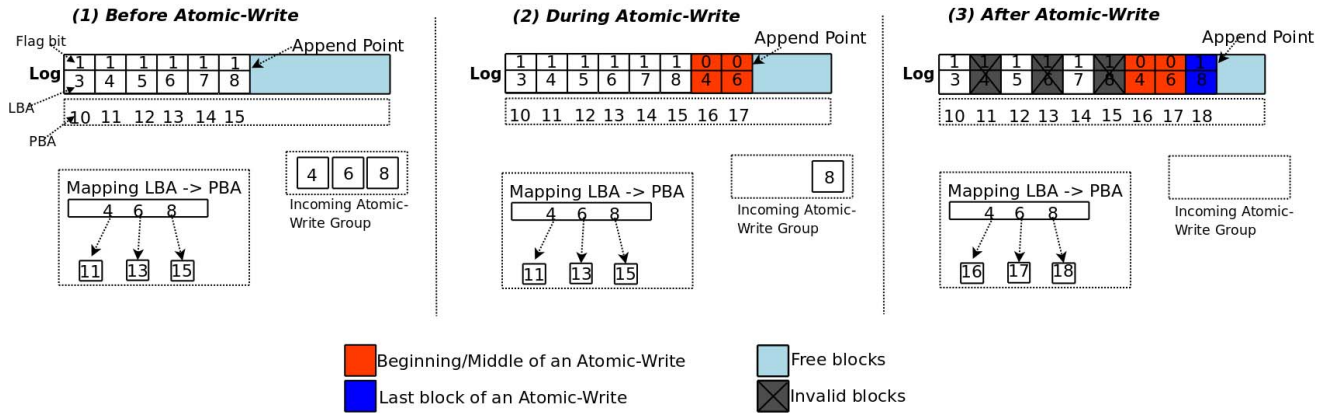 (1) Before Atomic-Write
Flag bit
Append Point
1 1 1 1 1 1
Log
3 4 5 6 7 8
LBA
10 11 12 13 14 15
PBA
Mapping LBA -> PBA
4 6 8
11 13 15
4 6 8
Incoming Atomic-
Write Group
(2) During Atomic-Write
Append Point
1 1 1 1 1 1 0 0
Log
3 4 5 6 7 8 4 6
10 11 12 13 14 15 16 17
Mapping LBA -> PBA
4 6 8
11 13 15
8
Incoming Atomic-
Write Group
(3) After Atomic-Write
Append Point
1 1 1 1 1 1 0 0 1
Log
3 4 5 6 7 8 4 6 8
10 11 12 13 14 15 16 17 18
Mapping LBA -> PBA
4 6 8
16 17 18
Incoming Atomic-
Write Group
Beginning/Middle of an Atomic-Write
Free blocks
Last block of an Atomic-Write
Invalid blocks